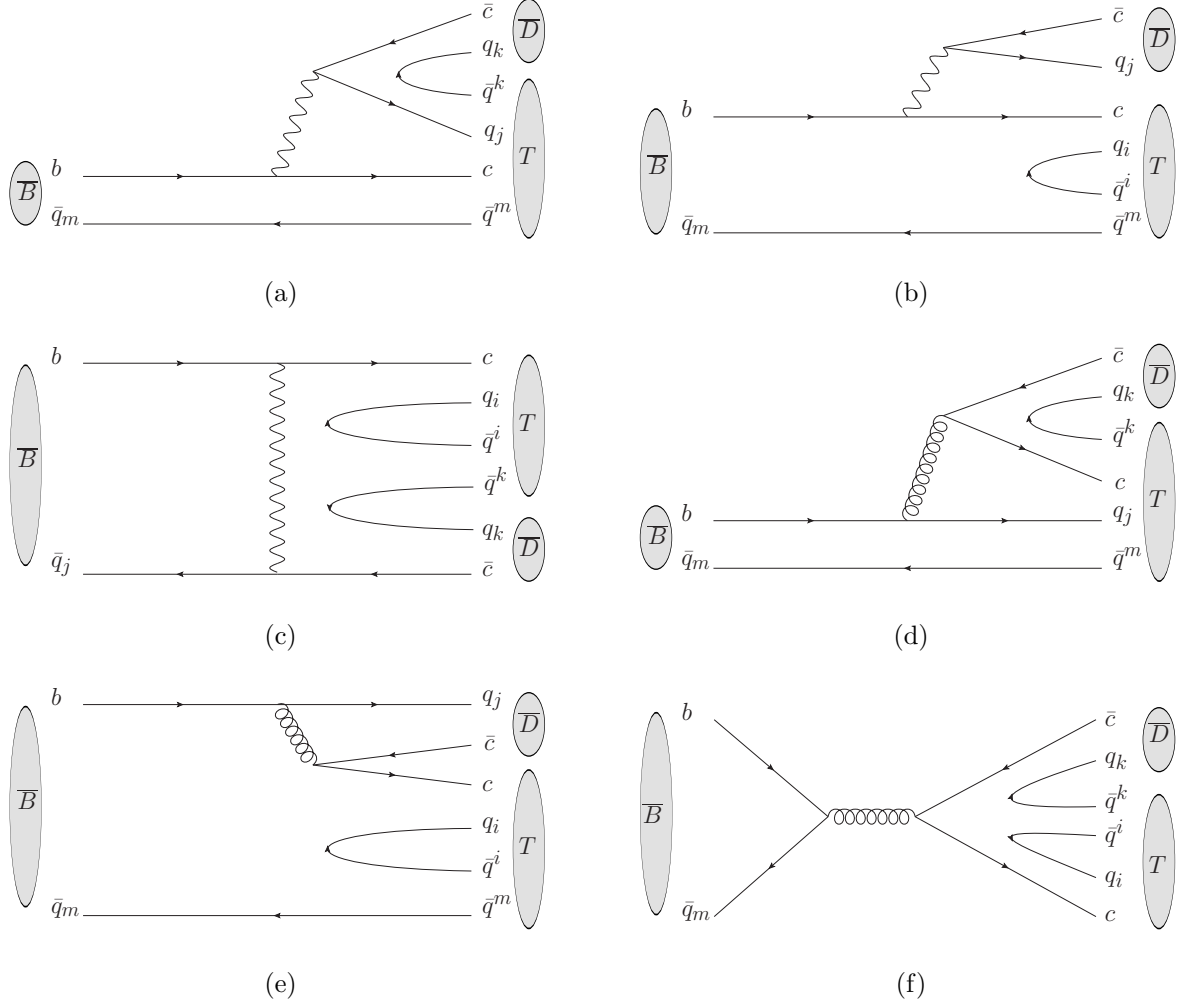 c̄
q_k
q̄^k
q_j
c
q̄^m
D̅
T
b
q̄_m
B̅
(a)
c̄
q_j
c
q_i
q̄^i
q̄^m
D̅
T
b
q̄_m
B̅
(b)
b
q̄_j
B̅
c
q_i
q̄^i
q̄^k
q_k
c̄
T
D̅
(c)
c̄
q_k
q̄^k
c
q_j
q̄^m
D̅
T
b
q̄_m
B̅
(d)
b
q̄_m
B̅
q_j
c̄
c
q_i
q̄^i
q̄^m
D̅
T
(e)
b
q̄_m
B̅
c̄
q_k
q̄^k
q̄^i
q_i
c
D̅
T
(f)